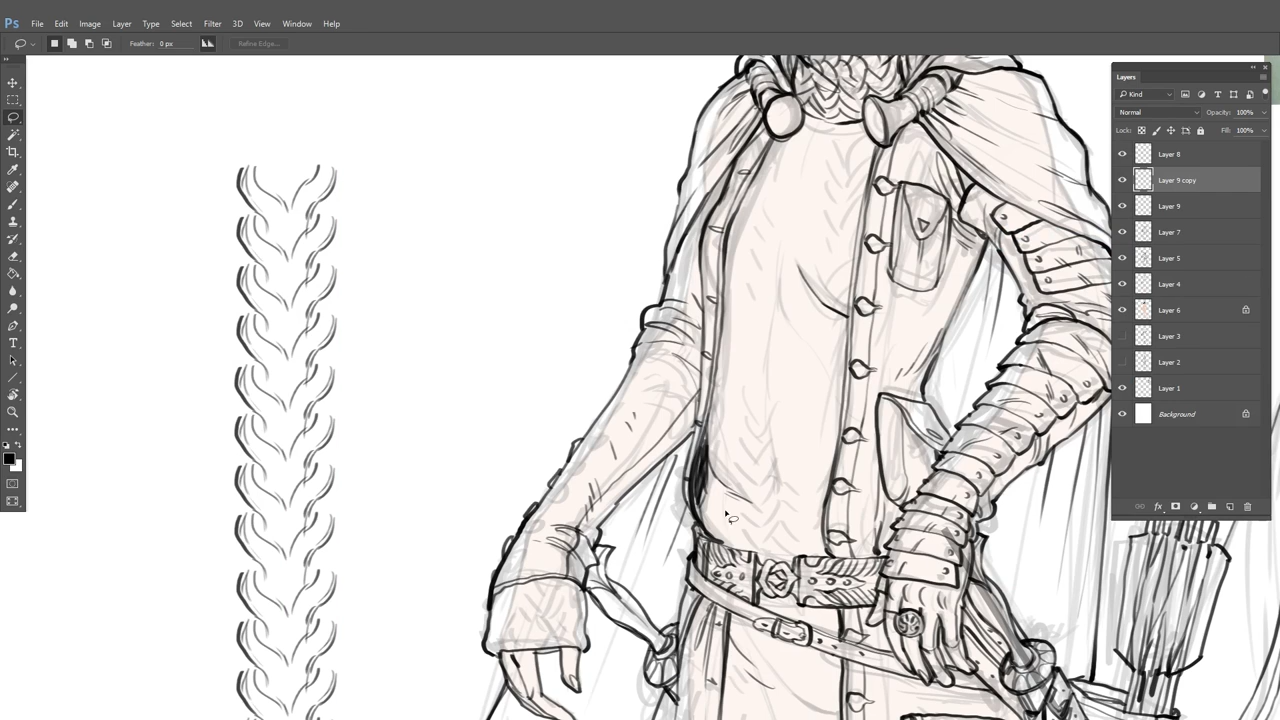 Ps File Edit Image Layer Type Select Filter 3D View Window Help
Feather: 0 px Refine Edge...
Layers
Kind
Normal Opacity: 100%
Lock: Fill: 100%
Layer 8
Layer 9 copy
Layer 9
Layer 7
Layer 5
Layer 4
Layer 6
Layer 3
Layer 2
Layer 1
Background
fx